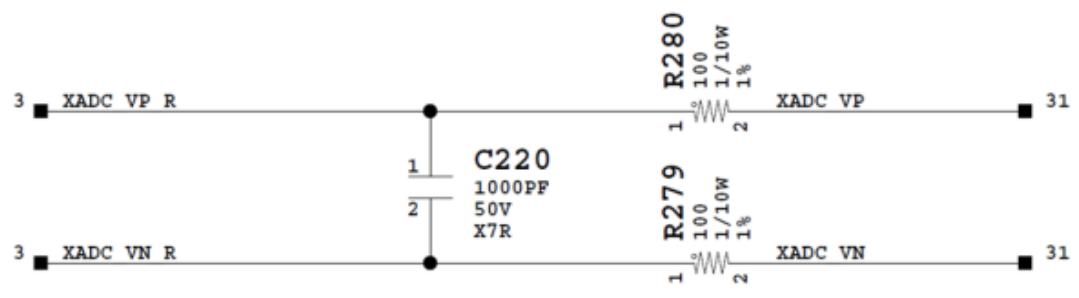 R280
100
1/10W
1%
3
XADC VP R
1
2
XADC VP
31
1
2
C220
1000PF
50V
X7R
R279
100
1/10W
1%
3
XADC VN R
1
2
XADC VN
31